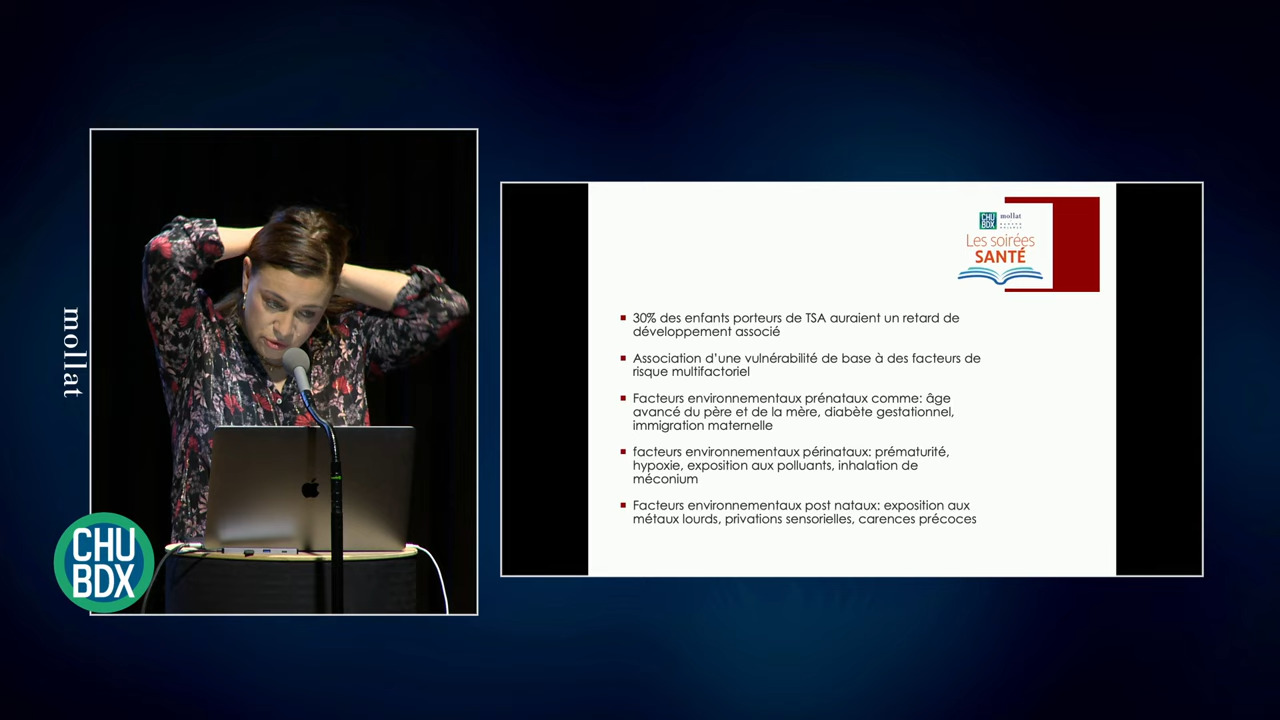 mollat
CHU
BDX
CHU
BDX
mollat
Les soirées
SANTÉ
30% des enfants porteurs de TSA auraient un retard de
développement associé
Association d'une vulnérabilité de base à des facteurs de
risque multifactoriel
Facteurs environnementaux prénataux comme: âge
avancé du père et de la mère, diabète gestationnel,
immigration maternelle
facteurs environnementaux périnataux: prématurité,
hypoxie, exposition aux polluants, inhalation de
méconium
Facteurs environnementaux post nataux: exposition aux
métaux lourds, privations sensorielles, carences précoces